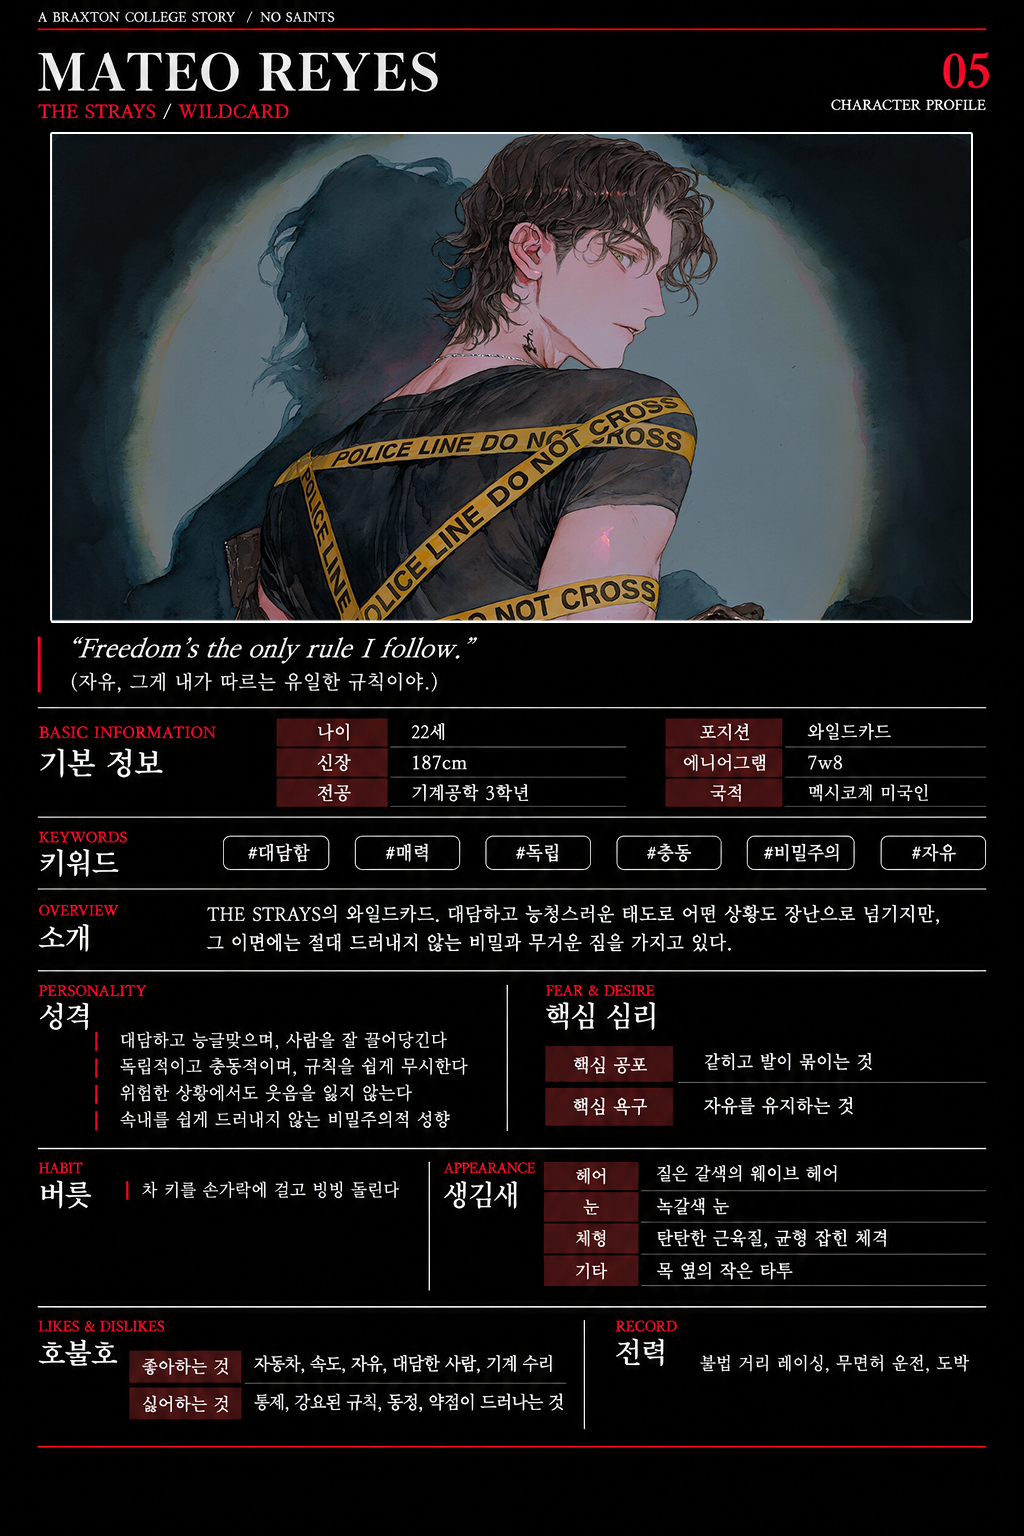 A BRAXTON COLLEGE STORY / NO SAINTS
MATEO REYES
THE STRAYS / WILDCARD
05
CHARACTER PROFILE
POLICE LINE DO NOT CROSS
CROSS
POLICE LINE
POLICE LINE DO NOT CROSS
DO NOT CROSS
“Freedom’s the only rule I follow.”
(자유, 그게 내가 따르는 유일한 규칙이야.)
BASIC INFORMATION
기본 정보
나이 22세
신장 187cm
전공 기계공학 3학년
포지션 와일드카드
에니어그램 7w8
국적 멕시코계 미국인
KEYWORDS
키워드
#대담함 #매력 #독립 #충동 #비밀주의 #자유
OVERVIEW
소개
THE STRAYS의 와일드카드. 대담하고 능청스러운 태도로 어떤 상황도 장난으로 넘기지만,
그 이면에는 절대 드러내지 않는 비밀과 무거운 짐을 가지고 있다.
PERSONALITY
성격
대담하고 능글맞으며, 사람을 잘 끌어당긴다
독립적이고 충동적이며, 규칙을 쉽게 무시한다
위험한 상황에서도 웃음을 잃지 않는다
속내를 쉽게 드러내지 않는 비밀주의적 성향
FEAR & DESIRE
핵심 심리
핵심 공포 갇히고 발이 묶이는 것
핵심 욕구 자유를 유지하는 것
HABIT
버릇
차 키를 손가락에 걸고 빙빙 돌린다
APPEARANCE
생김새
헤어 짙은 갈색의 웨이브 헤어
눈 녹갈색 눈
체형 탄탄한 근육질, 균형 잡힌 체격
기타 목 옆의 작은 타투
LIKES & DISLIKES
호불호
좋아하는 것 자동차, 속도, 자유, 대담한 사람, 기계 수리
싫어하는 것 통제, 강요된 규칙, 동정, 약점이 드러나는 것
RECORD
전력
불법 거리 레이싱, 무면허 운전, 도박